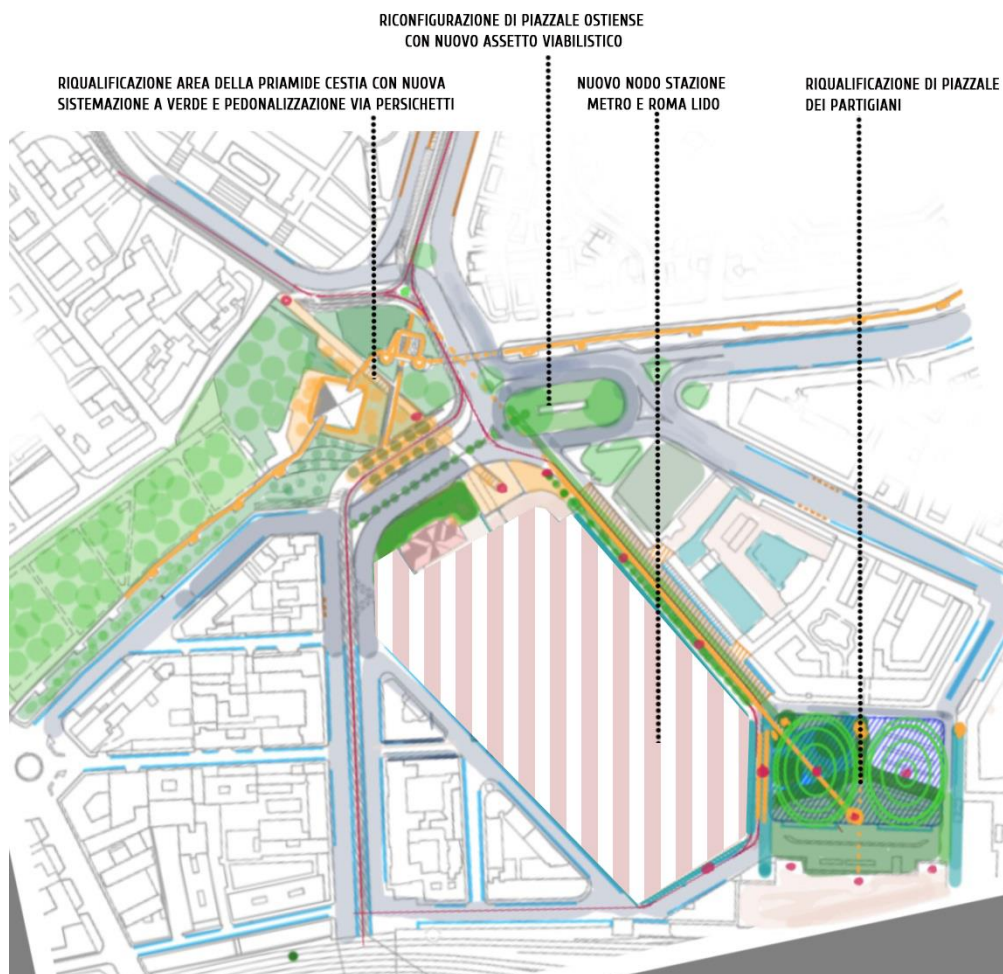 RICONFIGURAZIONE DI PIAZZALE OSTIENSE
CON NUOVO ASSETTO VIABILISTICO
RIQUALIFICAZIONE AREA DELLA PRIAMIDE CESTIA CON NUOVA
SISTEMAZIONE A VERDE E PEDONALIZZAZIONE VIA PERSICHETTI
NUOVO NODO STAZIONE
METRO E ROMA LIDO
RIQUALIFICAZIONE DI PIAZZALE
DEI PARTIGIANI